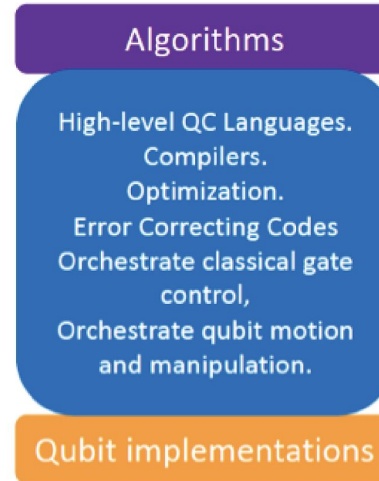 Algorithms
High-level QC Languages.
Compilers.
Optimization.
Error Correcting Codes
Orchestrate classical gate
control,
Orchestrate qubit motion
and manipulation.
Qubit implementations